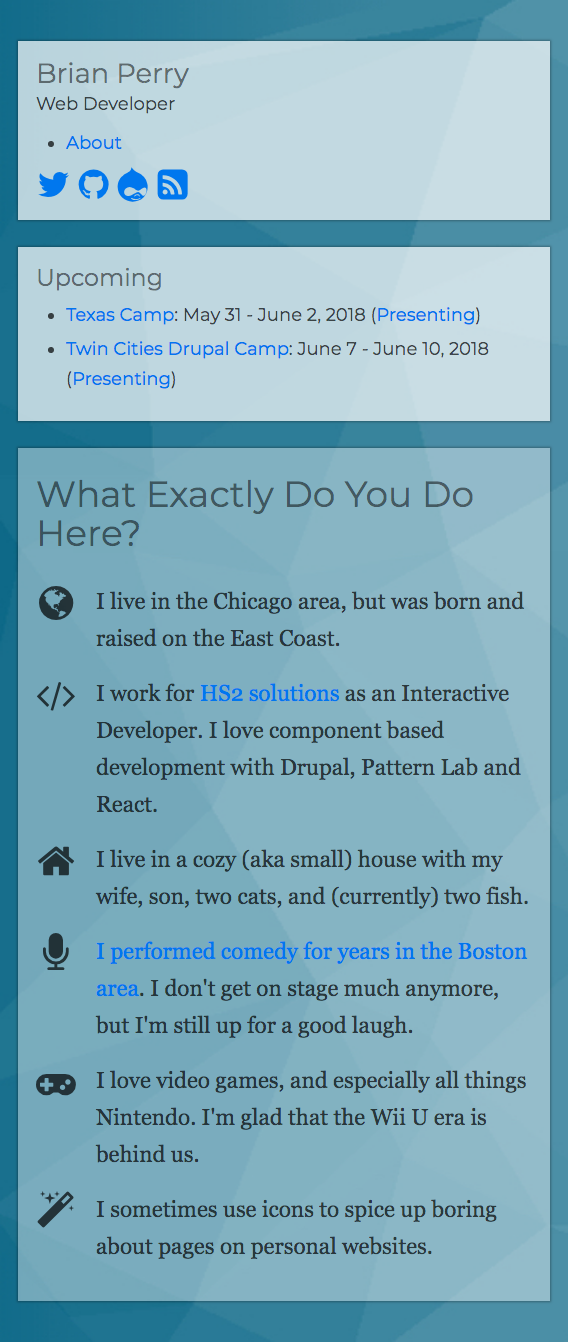 Brian Perry
Web Developer
About
Upcoming
Texas Camp: May 31 - June 2, 2018 (Presenting)
Twin Cities Drupal Camp: June 7 - June 10, 2018
(Presenting)
What Exactly Do You Do
Here?
I live in the Chicago area, but was born and
raised on the East Coast.
I work for HS2 solutions as an Interactive
Developer. I love component based
development with Drupal, Pattern Lab and
React.
I live in a cozy (aka small) house with my
wife, son, two cats, and (currently) two fish.
I performed comedy for years in the Boston
area. I don't get on stage much anymore,
but I'm still up for a good laugh.
I love video games, and especially all things
Nintendo. I'm glad that the Wii U era is
behind us.
I sometimes use icons to spice up boring
about pages on personal websites.